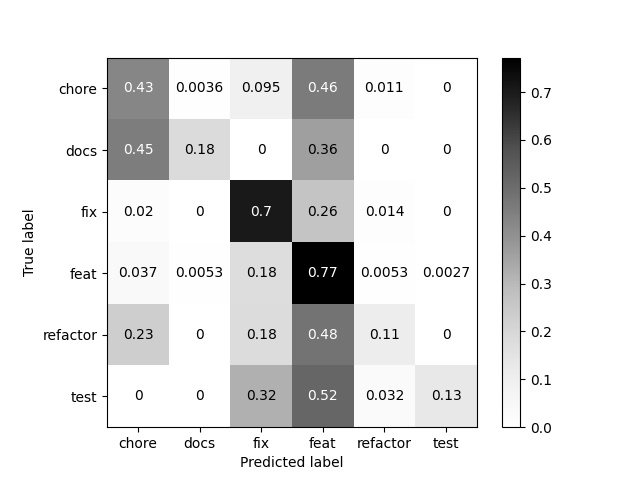 chore 0.43 0.0036 0.095 0.46 0.011 0
docs 0.45 0.18 0 0.36 0 0
fix 0.02 0 0.7 0.26 0.014 0
feat 0.037 0.0053 0.18 0.77 0.0053 0.0027
refactor 0.23 0 0.18 0.48 0.11 0
test 0 0 0.32 0.52 0.032 0.13
chore docs fix feat refactor test
Predicted label
True label
0.7
0.6
0.5
0.4
0.3
0.2
0.1
0.0